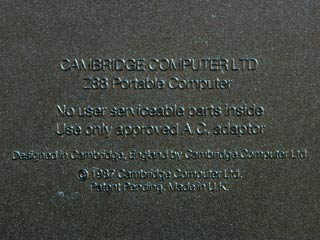 CAMBRIDGE COMPUTER LTD
Z88 Portable Computer
No user serviceable parts inside
Use only approved A.C. adaptor
Designed in Cambridge, England by Cambridge Computer Ltd
© 1987 Cambridge Computer Ltd.
Patent Pending, Made in U.K.